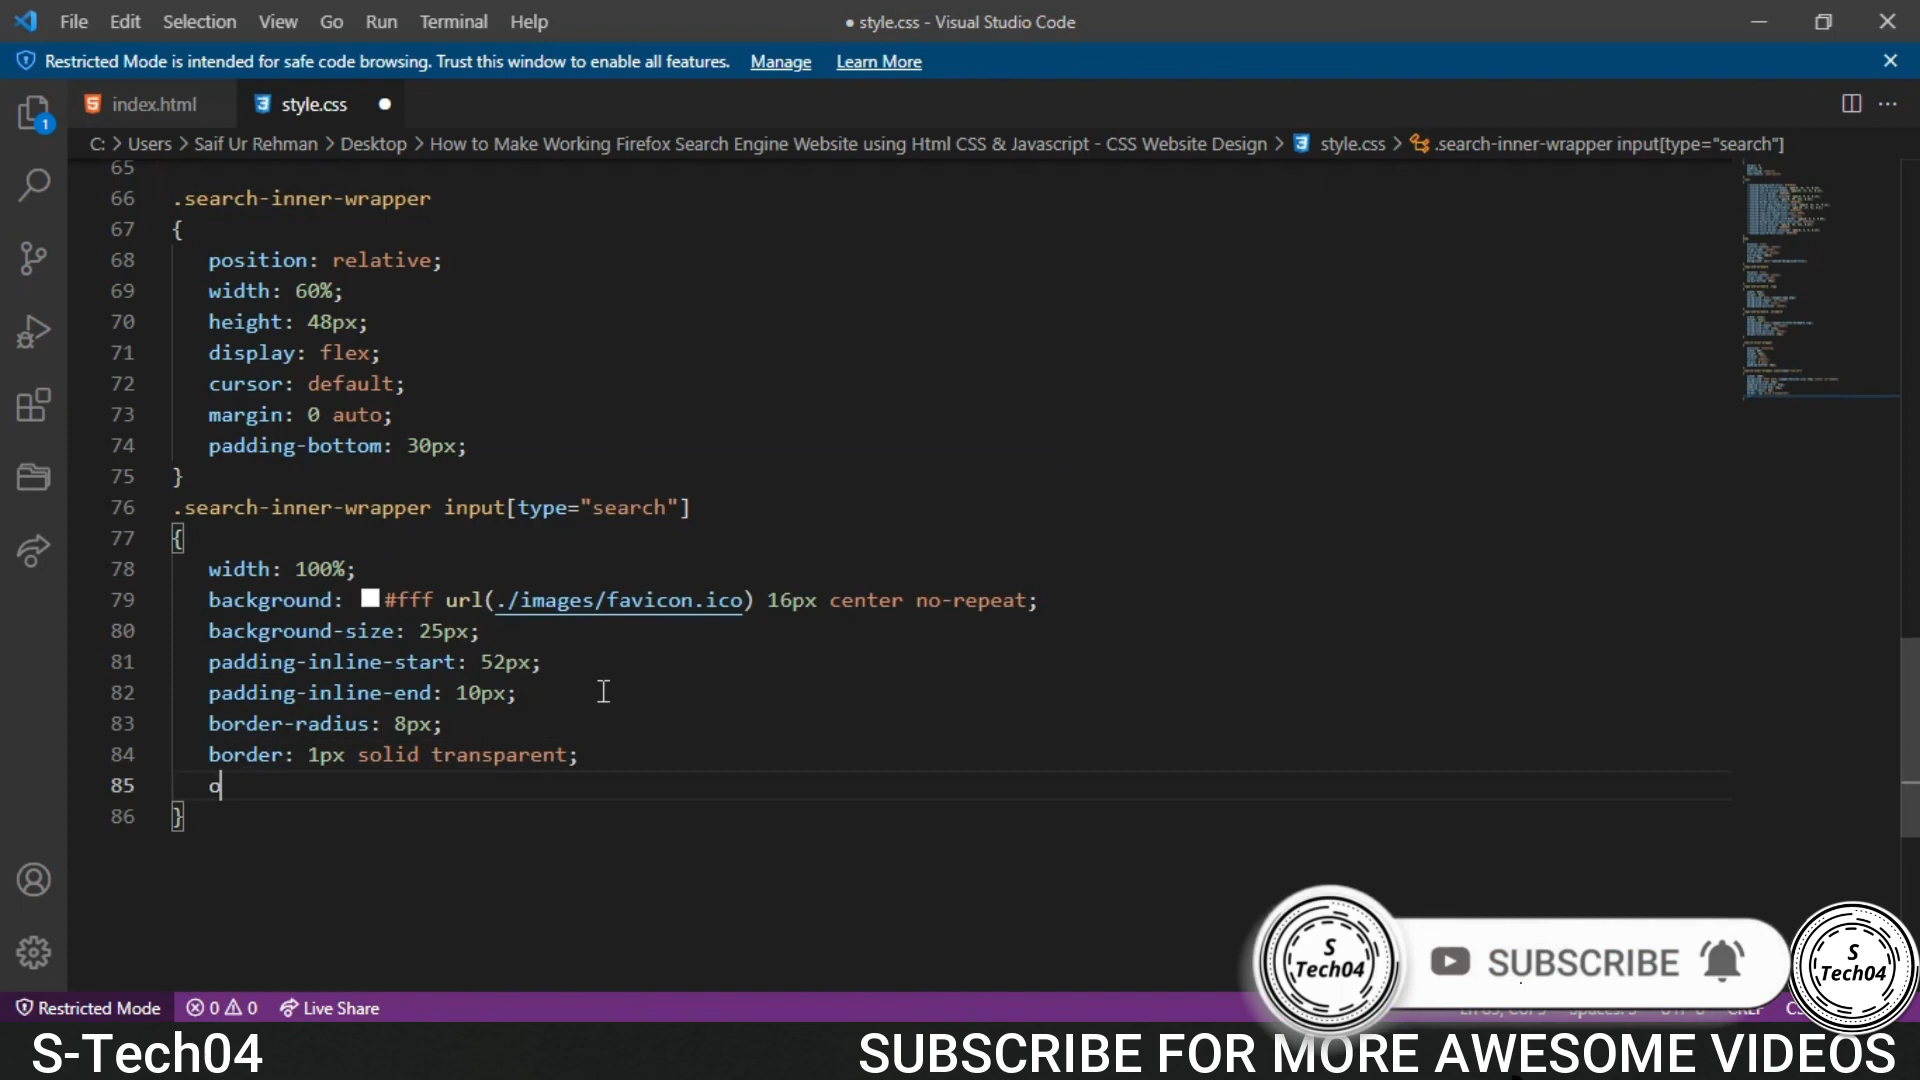 File Edit Selection View Go Run Terminal Help ● style.css - Visual Studio Code
Restricted Mode is intended for safe code browsing. Trust this window to enable all features. Manage Learn More
index.html style.css
C: > Users > Saif Ur Rehman > Desktop > How to Make Working Firefox Search Engine Website using Html CSS & Javascript - CSS Website Design > style.css > .search-inner-wrapper input[type="search"]
1
65
66 .search-inner-wrapper
67 {
68 position: relative;
69 width: 60%;
70 height: 48px;
71 display: flex;
72 cursor: default;
73 margin: 0 auto;
74 padding-bottom: 30px;
75 }
76 .search-inner-wrapper input[type="search"]
77 {
78 width: 100%;
79 background: #fff url(./images/favicon.ico) 16px center no-repeat;
80 background-size: 25px;
81 padding-inline-start: 52px;
82 padding-inline-end: 10px;
83 border-radius: 8px;
84 border: 1px solid transparent;
85 o
86 }
S
Tech04
SUBSCRIBE
S
Tech04
Restricted Mode 0 0 Live Share
S-Tech04
SUBSCRIBE FOR MORE AWESOME VIDEOS